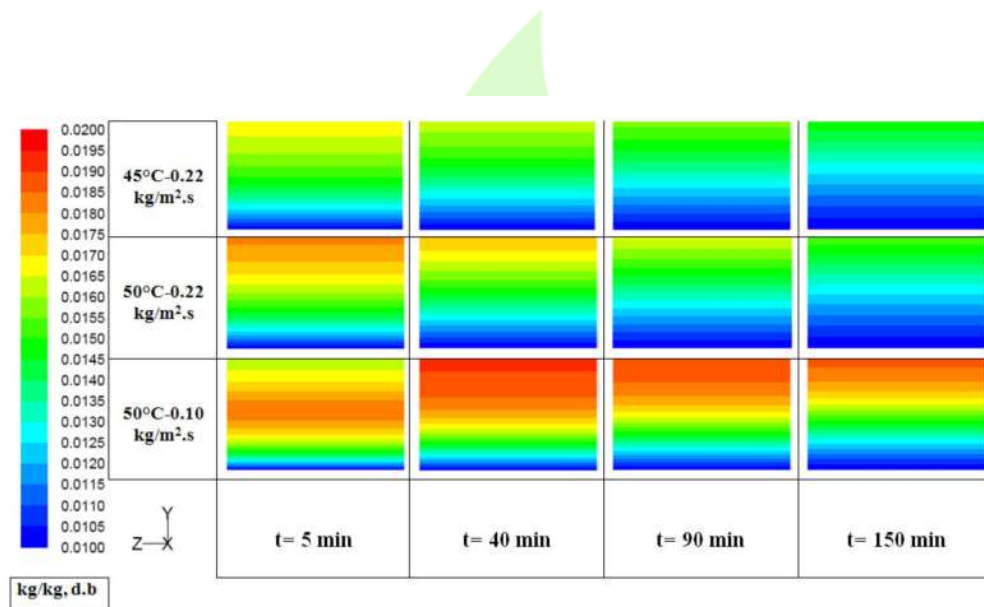 0.0200
0.0195
0.0190
0.0185
0.0180
0.0175
0.0170
0.0165
0.0160
0.0155
0.0150
0.0145
0.0140
0.0135
0.0130
0.0125
0.0120
0.0115
0.0110
0.0105
0.0100
kg/kg, d.b
45°C-0.22
kg/m².s
50°C-0.22
kg/m².s
50°C-0.10
kg/m².s
Y
Z X
t= 5 min
t= 40 min
t= 90 min
t= 150 min